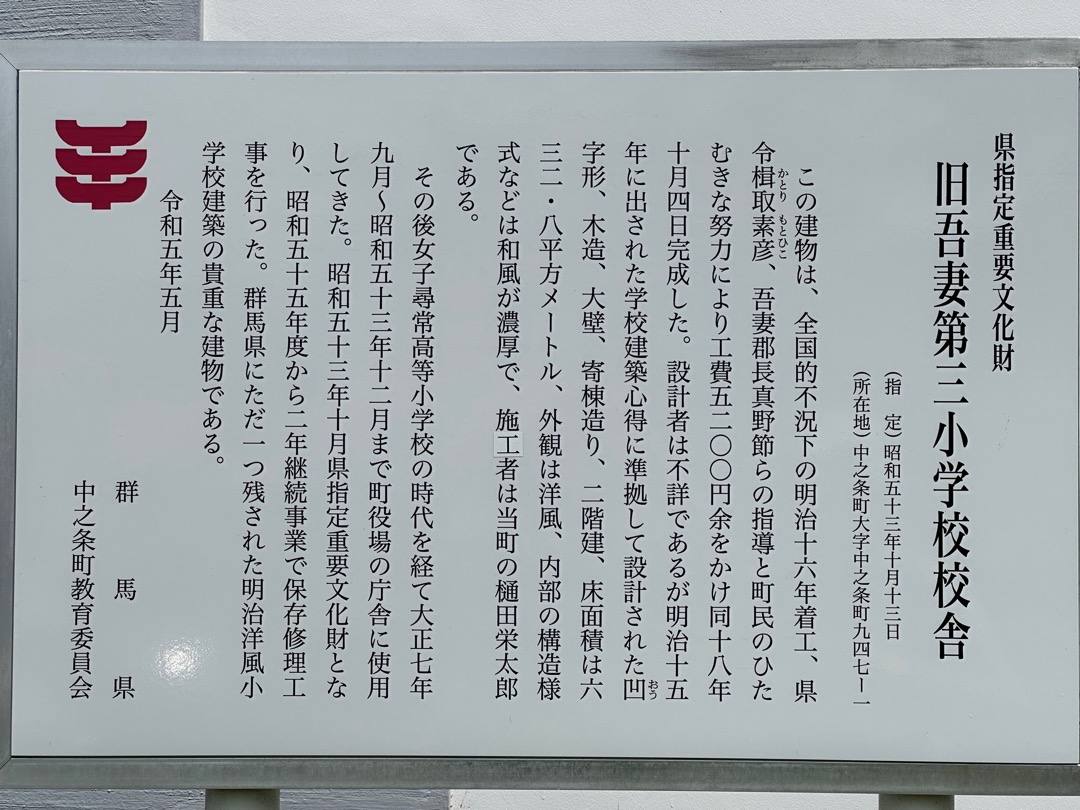 県指定重要文化財
旧吾妻第三小学校校舎
（指　定）昭和五十三年十月十三日
（所在地）中之条町大字中之条町九四七ー一
この建物は、全国的不況下の明治十六年着工、県
令楫取素彦、吾妻郡長真野節らの指導と町民のひた
かとり もとひこ
むきな努力により工費五二〇〇円余をかけ同十八年
十月四日完成した。設計者は不詳であるが明治十五
年に出された学校建築心得に準拠して設計された凹
おう
字形、木造、大壁、寄棟造り、二階建、床面積は六
三二・八平方メートル、外観は洋風、内部の構造様
式などは和風が濃厚で、施工者は当町の樋田栄太郎
である。
その後女子尋常高等小学校の時代を経て大正七年
九月〜昭和五十三年十二月まで町役場の庁舎に使用
してきた。昭和五十三年十月県指定重要文化財とな
り、昭和五十五年度から二年継続事業で保存修理工
事を行った。群馬県にただ一つ残された明治洋風小
学校建築の貴重な建物である。
令和五年五月
群馬県
中之条町教育委員会